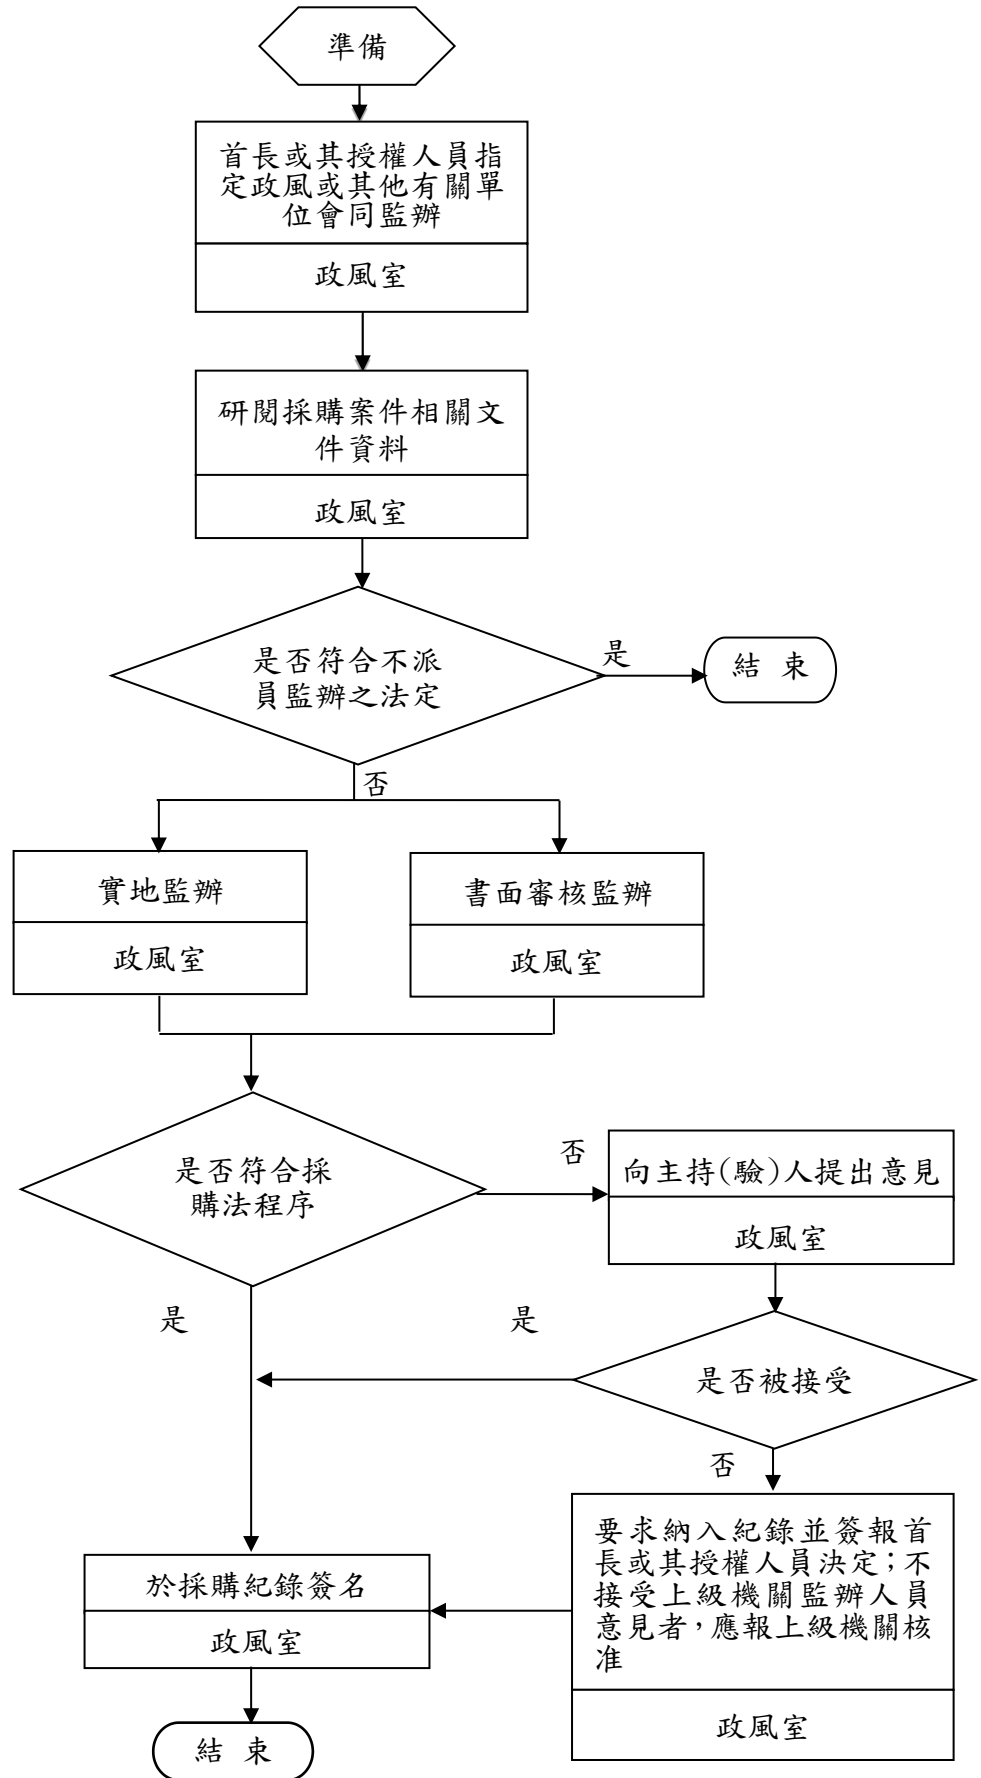 準備
首長或其授權人員指
定政風或其他有關單
位會同監辦
政風室
研閱採購案件相關文
件資料
政風室
是否符合不派
員監辦之法定
是
結 束
否
實地監辦
政風室
書面審核監辦
政風室
是否符合採
購法程序
否
向主持(驗)人提出意見
政風室
是
是
是否被接受
否
要求納入紀錄並簽報首
長或其授權人員決定;不
接受上級機關監辦人員
意見者,應報上級機關核
准
政風室
於採購紀錄簽名
政風室
結 束